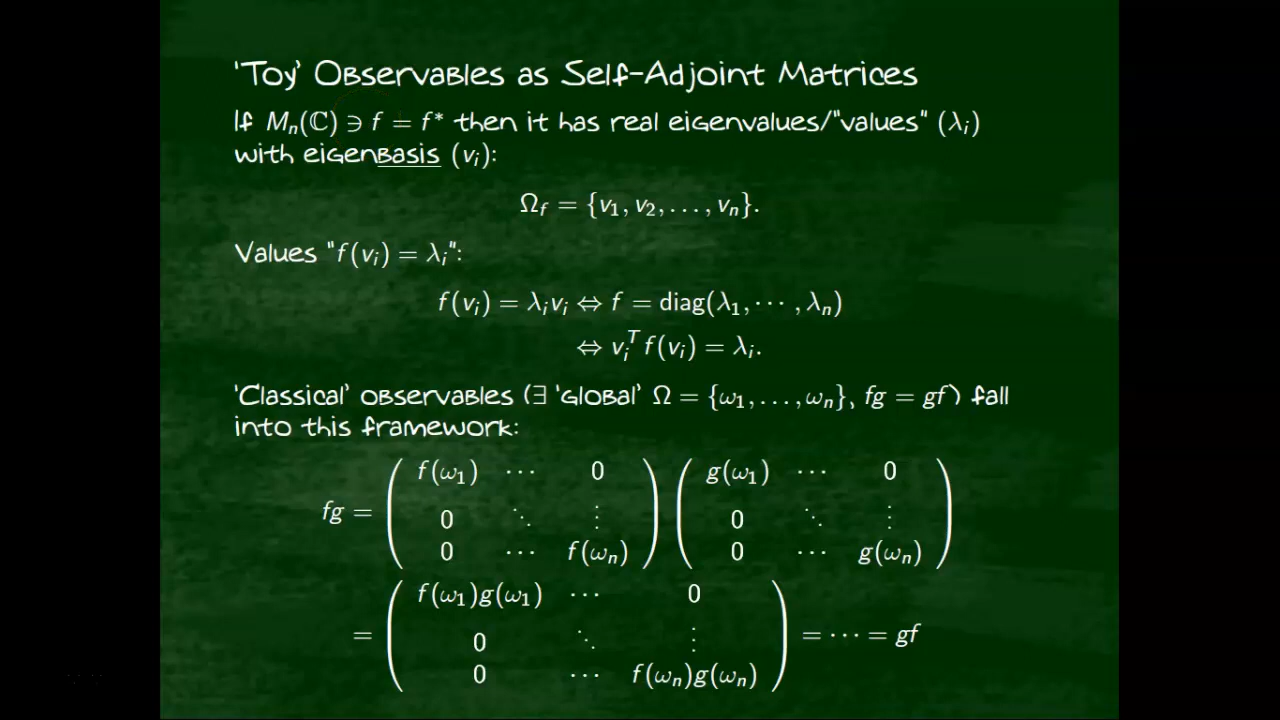 'Toy' Observables as Self-Adjoint Matrices
If Mₙ(ℂ) ∋ f = f* then it has real eigenvalues/"values" (λᵢ)
with eigenbasis (vᵢ):
Ω_f = {v₁, v₂, …, vₙ}.
Values "f(vᵢ) = λᵢ":
f(vᵢ) = λᵢvᵢ ⇔ f = diag(λ₁, ⋯ , λₙ)
⇔ vᵢᵀ f(vᵢ) = λᵢ.
'Classical' observables (∃ 'global' Ω = {ω₁, …, ωₙ}, fg = gf) fall
into this framework:
f(ω₁) ⋯ 0 g(ω₁) ⋯ 0
fg = ( 0 ⋱ ⋮ ) ( 0 ⋱ ⋮ )
0 ⋯ f(ωₙ) 0 ⋯ g(ωₙ)
f(ω₁)g(ω₁) ⋯ 0
= ( 0 ⋱ ⋮ ) = ⋯ = gf
0 ⋯ f(ωₙ)g(ωₙ)